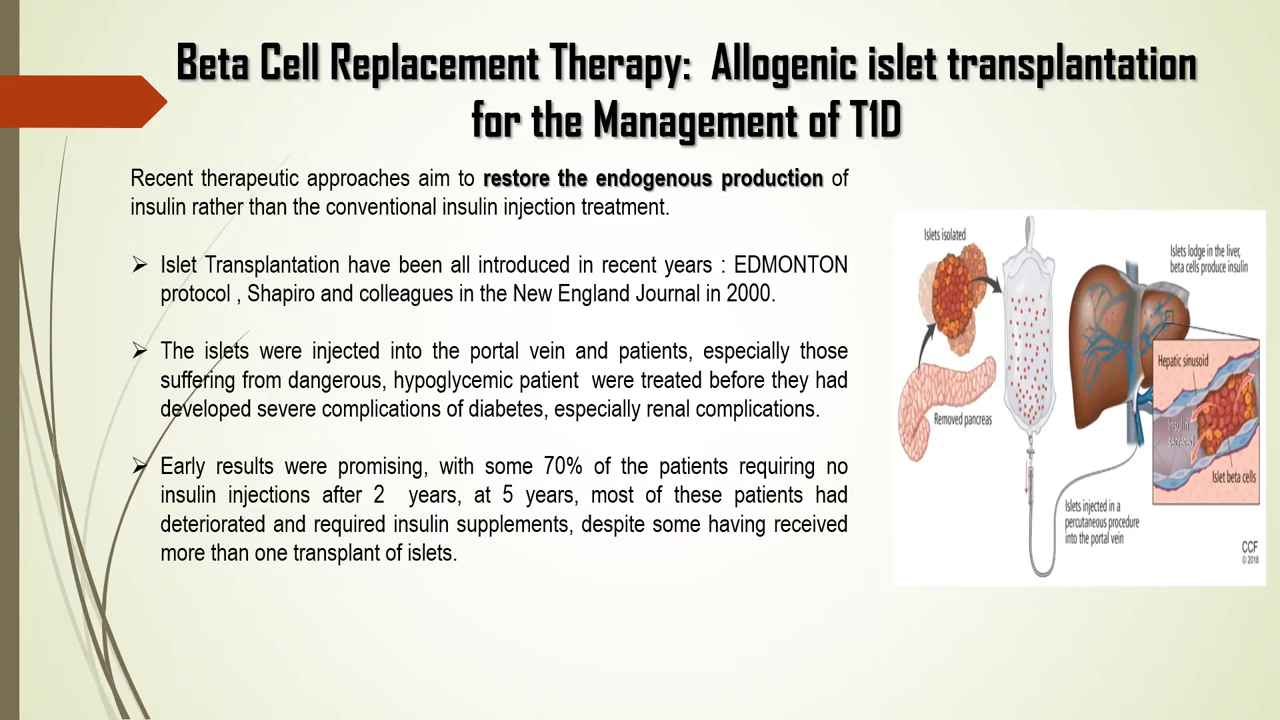 Beta Cell Replacement Therapy: Allogenic islet transplantation
for the Management of T1D
Recent therapeutic approaches aim to restore the endogenous production of
insulin rather than the conventional insulin injection treatment.
➢ Islet Transplantation have been all introduced in recent years : EDMONTON
protocol , Shapiro and colleagues in the New England Journal in 2000.
➢ The islets were injected into the portal vein and patients, especially those
suffering from dangerous, hypoglycemic patient were treated before they had
developed severe complications of diabetes, especially renal complications.
➢ Early results were promising, with some 70% of the patients requiring no
insulin injections after 2 years, at 5 years, most of these patients had
deteriorated and required insulin supplements, despite some having received
more than one transplant of islets.
Islets isolated
Removed pancreas
Islets lodge in the liver,
beta cells produce insulin
Hepatic sinusoid
Insulin
secreted
Islet beta cells
Islets injected in a
percutaneous procedure
into the portal vein
CCF
© 2018